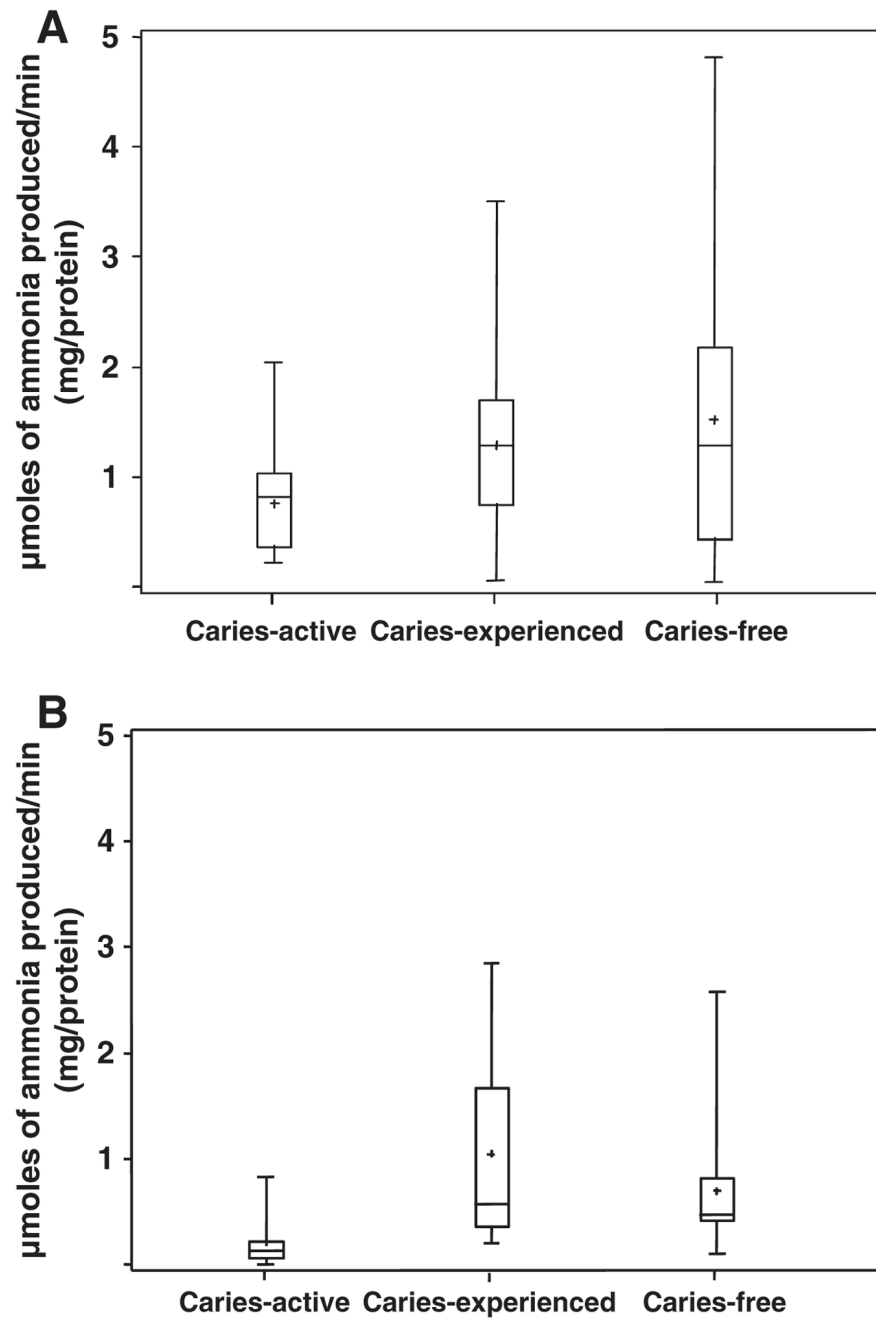 A
µmoles of ammonia produced/min
(mg/protein)
5
4
3
2
1
Caries-active Caries-experienced Caries-free
B
µmoles of ammonia produced/min
(mg/protein)
5
4
3
2
1
Caries-active Caries-experienced Caries-free